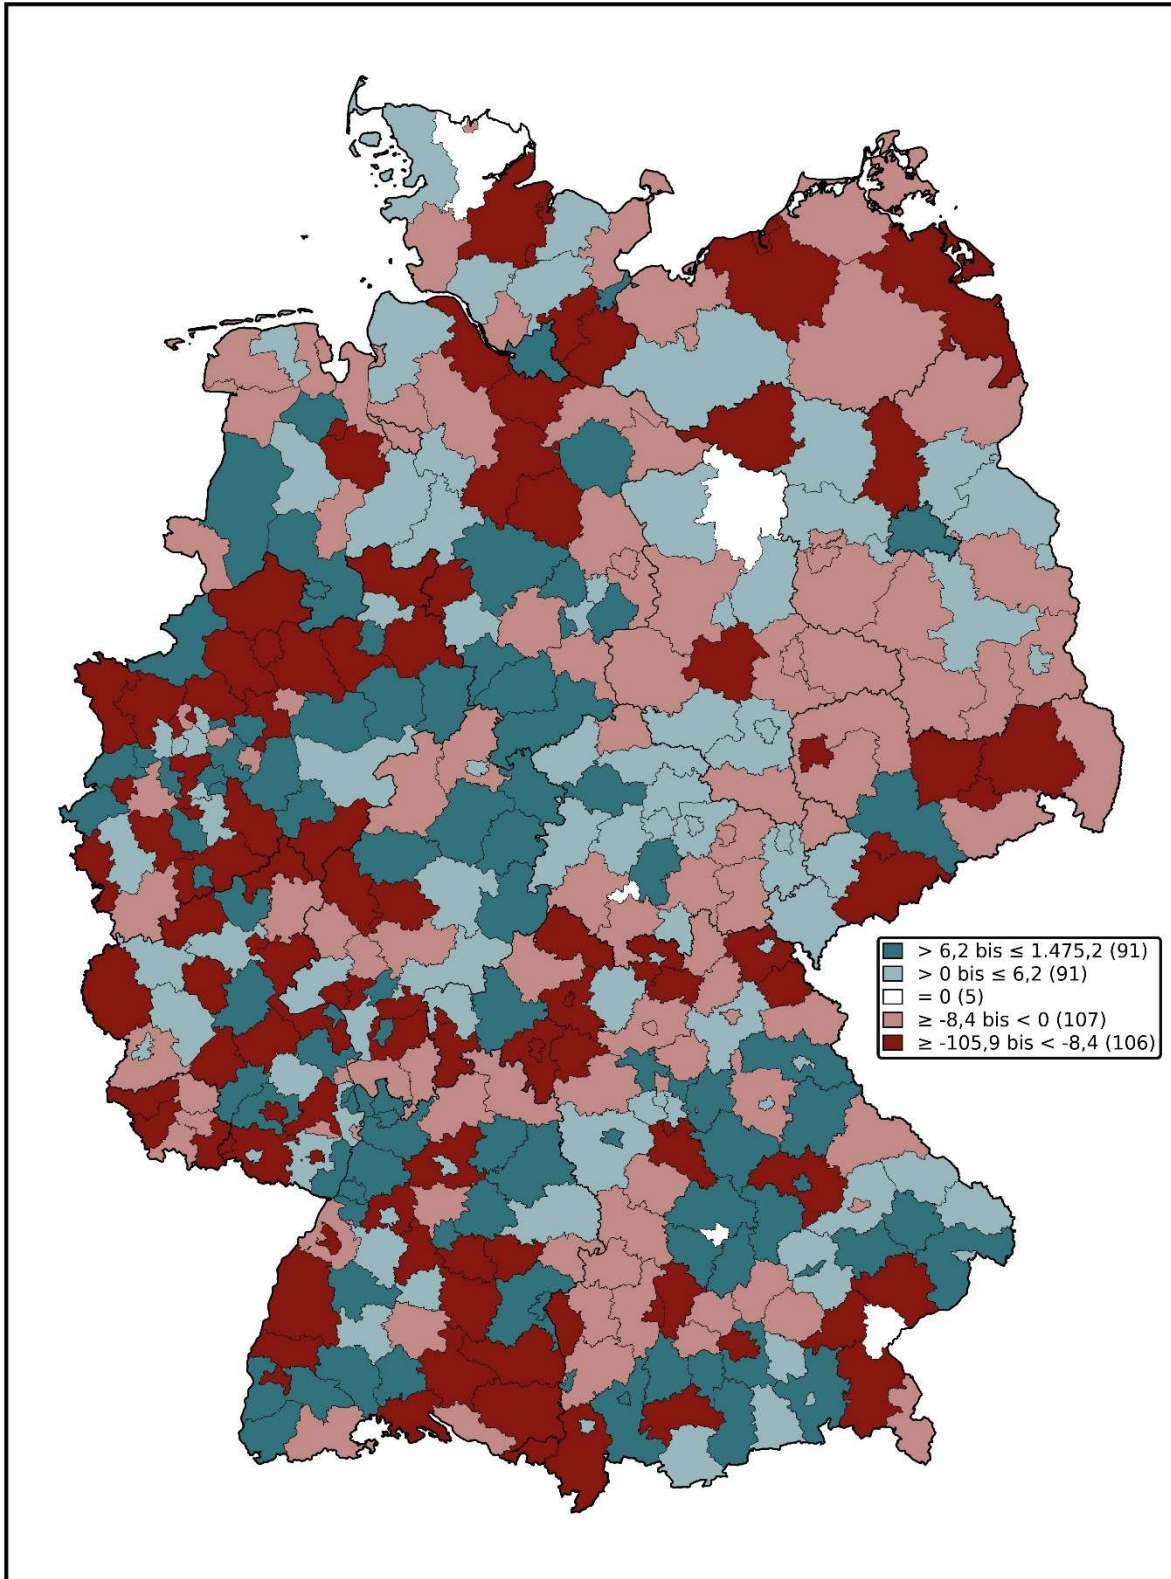 > 6,2 bis ≤ 1.475,2 (91)
> 0 bis ≤ 6,2 (91)
= 0 (5)
≥ -8,4 bis < 0 (107)
≥ -105,9 bis < -8,4 (106)